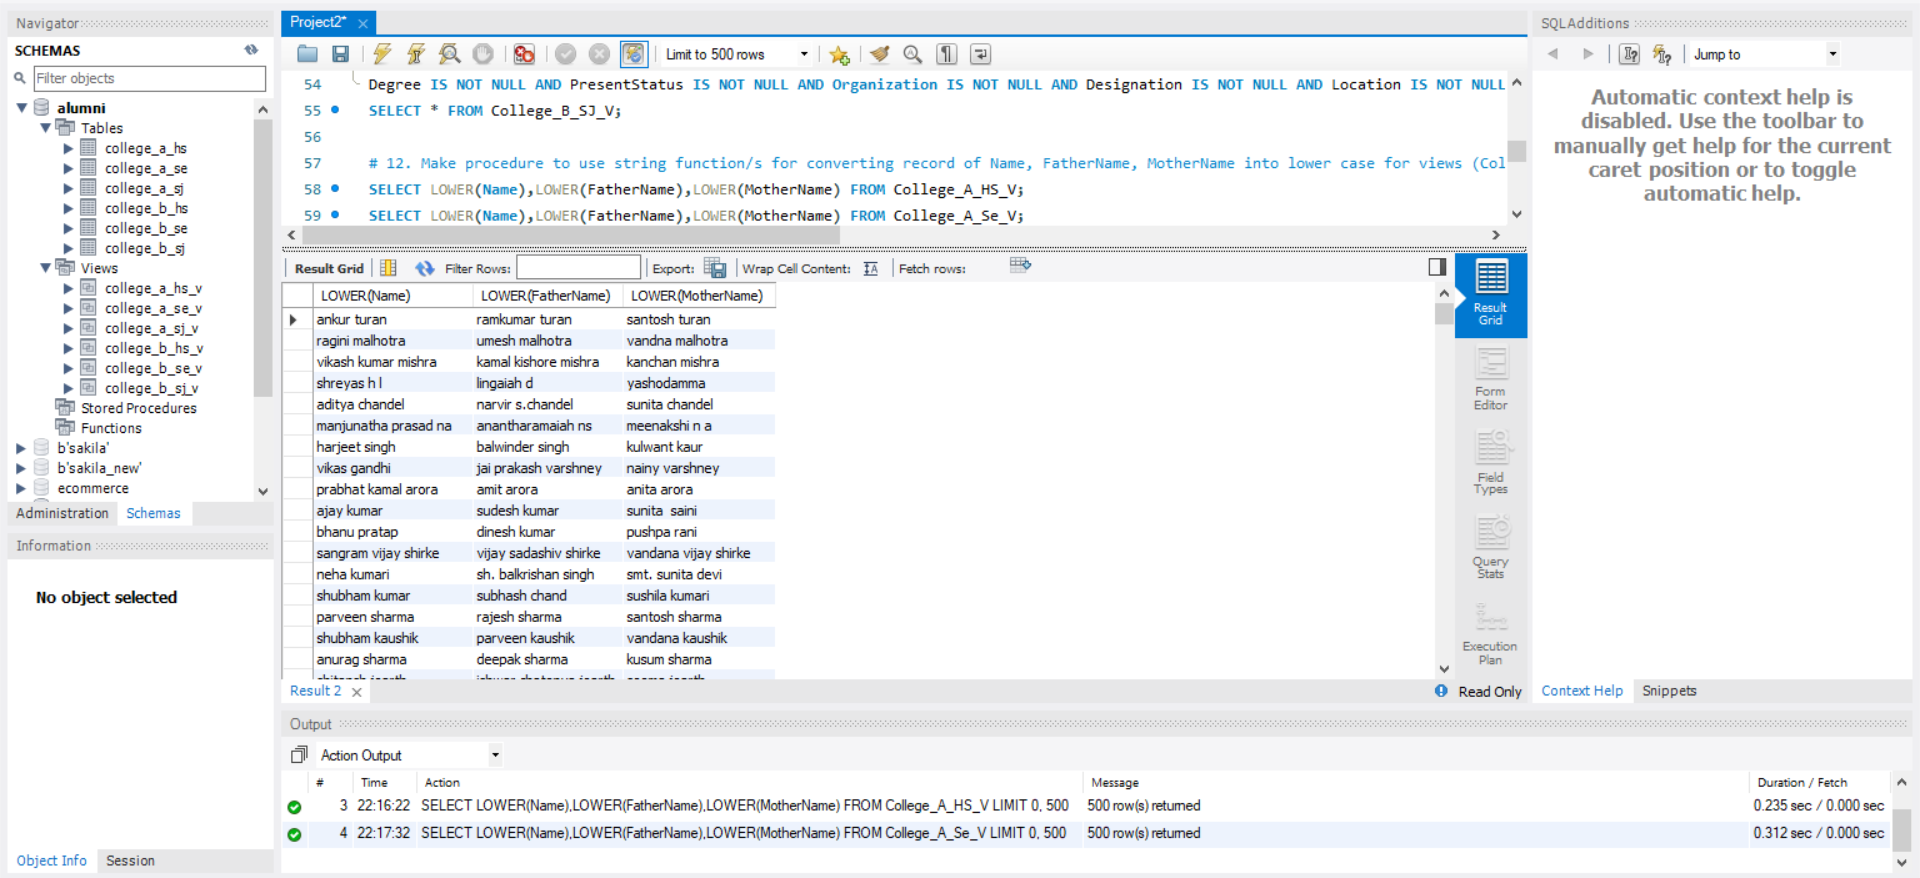 Navigator
SCHEMAS
Filter objects
alumni
Tables
college_a_hs
college_a_se
college_a_sj
college_b_hs
college_b_se
college_b_sj
Views
college_a_hs_v
college_a_se_v
college_a_sj_v
college_b_hs_v
college_b_se_v
college_b_sj_v
Stored Procedures
Functions
b'sakila'
b'sakila_new'
ecommerce
Administration Schemas
Information
No object selected
Object Info Session
Project2*
Limit to 500 rows
54 Degree IS NOT NULL AND PresentStatus IS NOT NULL AND Organization IS NOT NULL AND Designation IS NOT NULL AND Location IS NOT NULL
55 SELECT * FROM College_B_SJ_V;
56
57 # 12. Make procedure to use string function/s for converting record of Name, FatherName, MotherName into lower case for views (Col
58 SELECT LOWER(Name),LOWER(FatherName),LOWER(MotherName) FROM College_A_HS_V;
59 SELECT LOWER(Name),LOWER(FatherName),LOWER(MotherName) FROM College_A_Se_V;
Result Grid Filter Rows: Export: Wrap Cell Content: Fetch rows:
LOWER(Name) LOWER(FatherName) LOWER(MotherName)
ankur turan ramkumar turan santosh turan
ragini malhotra umesh malhotra vandna malhotra
vikash kumar mishra kamal kishore mishra kanchan mishra
shreyas h l lingaiah d yashodamma
aditya chandel narvir s.chandel sunita chandel
manjunatha prasad na anantharamaiah ns meenakshi n a
harjeet singh balwinder singh kulwant kaur
vikas gandhi jai prakash varshney nainy varshney
prabhat kamal arora amit arora anita arora
ajay kumar sudesh kumar sunita  saini
bhanu pratap dinesh kumar pushpa rani
sangram vijay shirke vijay sadashiv shirke vandana vijay shirke
neha kumari sh. balkrishan singh smt. sunita devi
shubham kumar subhash chand sushila kumari
parveen sharma rajesh sharma santosh sharma
shubham kaushik parveen kaushik vandana kaushik
anurag sharma deepak sharma kusum sharma
Result 2
Read Only
Result
Grid
Form
Editor
Field
Types
Query
Stats
Execution
Plan
SQLAdditions
Jump to
Automatic context help is
disabled. Use the toolbar to
manually get help for the current
caret position or to toggle
automatic help.
Context Help Snippets
Output
Action Output
# Time Action Message Duration / Fetch
3 22:16:22 SELECT LOWER(Name),LOWER(FatherName),LOWER(MotherName) FROM College_A_HS_V LIMIT 0, 500 500 row(s) returned 0.235 sec / 0.000 sec
4 22:17:32 SELECT LOWER(Name),LOWER(FatherName),LOWER(MotherName) FROM College_A_Se_V LIMIT 0, 500 500 row(s) returned 0.312 sec / 0.000 sec